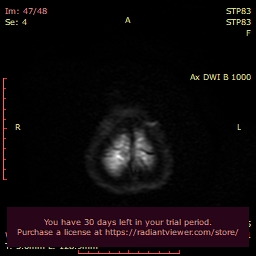 Im: 47/48
Se: 4
A
STP83
STP83
F
Ax DWI B 1000
R
L
You have 30 days left in your trial period.
Purchase a license at https://radiantviewer.com/store/